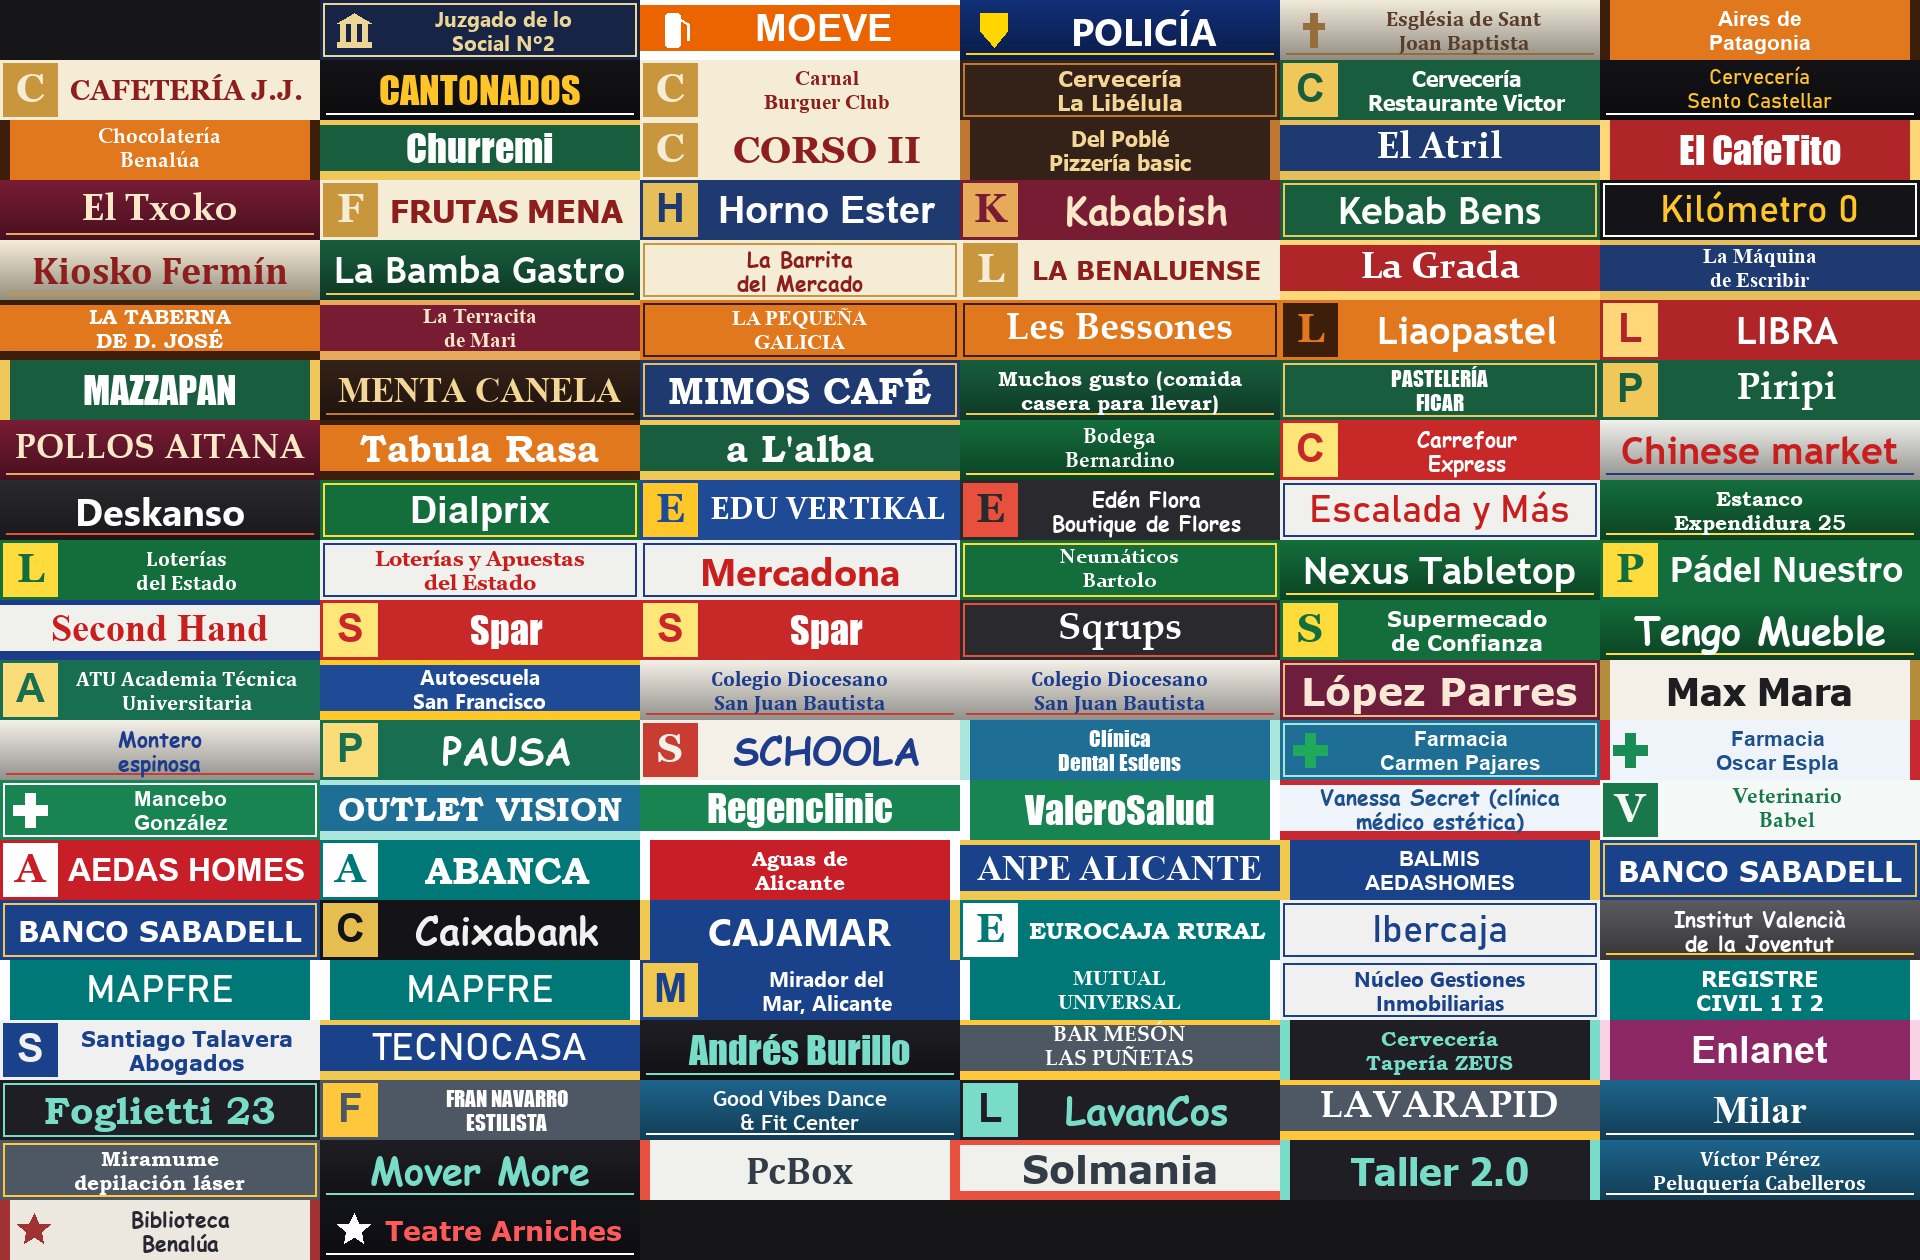 Juzgado de lo
Social Nº2
MOEVE
POLICÍA
Església de Sant
Joan Baptista
Aires de
Patagonia
C CAFETERÍA J.J.
CANTONADOS
C Carnal
Burguer Club
Cervecería
La Libélula
C Cervecería
Restaurante Victor
Cervecería
Sento Castellar
Chocolatería
Benalúa
Churremi
C CORSO II
Del Poblé
Pizzería basic
El Atril
El CafeTito
El Txoko
F FRUTAS MENA
H Horno Ester
K Kababish
Kebab Bens
Kilómetro 0
Kiosko Fermín
La Bamba Gastro
La Barrita
del Mercado
L LA BENALUENSE
La Grada
La Máquina
de Escribir
LA TABERNA
DE D. JOSÉ
La Terracita
de Mari
LA PEQUEÑA
GALICIA
Les Bessones
L Liaopastel
L LIBRA
MAZZAPAN
MENTA CANELA
MIMOS CAFÉ
Muchos gusto (comida
casera para llevar)
PASTELERÍA
FICAR
P Piripi
POLLOS AITANA
Tabula Rasa
a L'alba
Bodega
Bernardino
C Carrefour
Express
Chinese market
Deskanso
Dialprix
E EDU VERTIKAL
E Edén Flora
Boutique de Flores
Escalada y Más
Estanco
Expendidura 25
L Loterías
del Estado
Loterías y Apuestas
del Estado
Mercadona
Neumáticos
Bartolo
Nexus Tabletop
P Pádel Nuestro
Second Hand
S Spar
S Spar
Sqrups
S Supermecado
de Confianza
Tengo Mueble
A ATU Academia Técnica
Universitaria
Autoescuela
San Francisco
Colegio Diocesano
San Juan Bautista
Colegio Diocesano
San Juan Bautista
López Parres
Max Mara
Montero
espinosa
P PAUSA
S SCHOOLA
Clínica
Dental Esdens
Farmacia
Carmen Pajares
Farmacia
Oscar Espla
Mancebo
González
OUTLET VISION
Regenclinic
ValeroSalud
Vanessa Secret (clínica
médico estética)
V Veterinario
Babel
A AEDAS HOMES
A ABANCA
Aguas de
Alicante
ANPE ALICANTE
BALMIS
AEDASHOMES
BANCO SABADELL
BANCO SABADELL
C Caixabank
CAJAMAR
E EUROCAJA RURAL
Ibercaja
Institut Valencià
de la Joventut
MAPFRE
MAPFRE
M Mirador del
Mar, Alicante
MUTUAL
UNIVERSAL
Núcleo Gestiones
Inmobiliarias
REGISTRE
CIVIL 1 I 2
S Santiago Talavera
Abogados
TECNOCASA
Andrés Burillo
BAR MESÓN
LAS PUÑETAS
Cervecería
Tapería ZEUS
Enlanet
Foglietti 23
F FRAN NAVARRO
ESTILISTA
Good Vibes Dance
& Fit Center
L LavanCos
LAVARAPID
Milar
Miramume
depilación láser
Mover More
PcBox
Solmania
Taller 2.0
Víctor Pérez
Peluquería Cabelleros
Biblioteca
Benalúa
Teatre Arniches